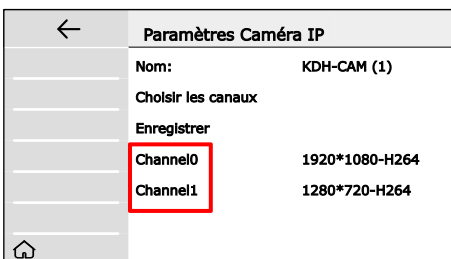 Paramètres Caméra IP
Nom: KDH-CAM (1)
Choisir les canaux
Enregistrer
Channel0 1920*1080-H264
Channel1 1280*720-H264